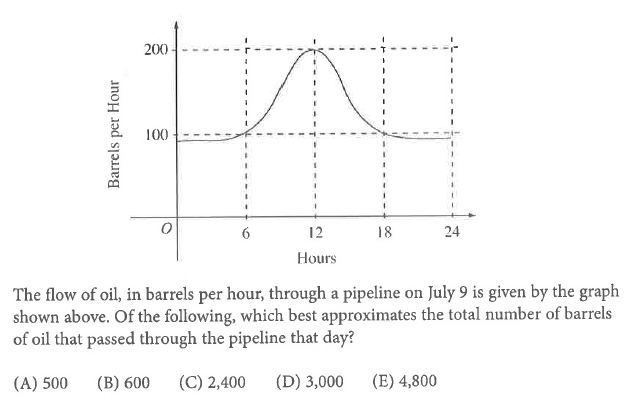 200
100
Barrels per Hour
O
6 12 18 24
Hours
The flow of oil, in barrels per hour, through a pipeline on July 9 is given by the graph
shown above. Of the following, which best approximates the total number of barrels
of oil that passed through the pipeline that day?
(A) 500 (B) 600 (C) 2,400 (D) 3,000 (E) 4,800